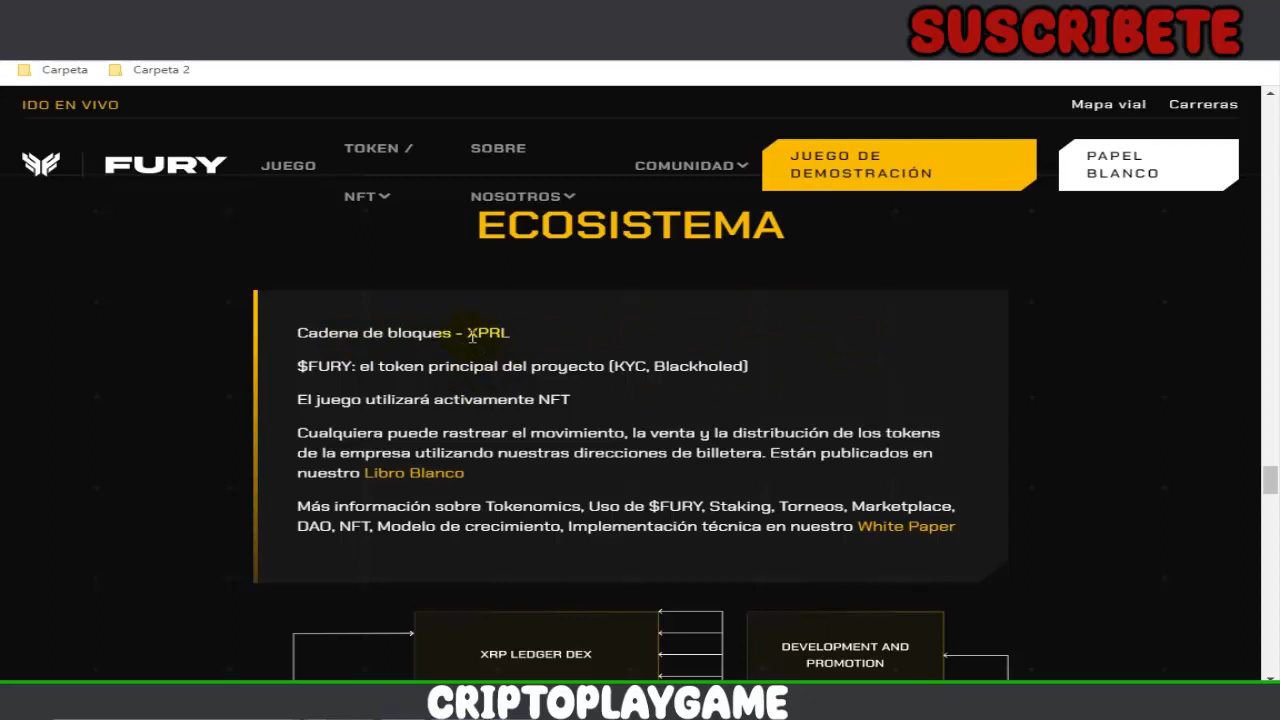 SUSCRIBETE
Carpeta Carpeta 2
IDO EN VIVO
Mapa vial Carreras
FURY
JUEGO
TOKEN /
NFT
SOBRE
NOSOTROS
COMUNIDAD
JUEGO DE
DEMOSTRACIÓN
PAPEL
BLANCO
ECOSISTEMA
Cadena de bloques - XPRL
$FURY: el token principal del proyecto (KYC, Blackholed)
El juego utilizará activamente NFT
Cualquiera puede rastrear el movimiento, la venta y la distribución de los tokens
de la empresa utilizando nuestras direcciones de billetera. Están publicados en
nuestro Libro Blanco
Más información sobre Tokenomics, Uso de $FURY, Staking, Torneos, Marketplace,
DAO, NFT, Modelo de crecimiento, Implementación técnica en nuestro White Paper
XRP LEDGER DEX
DEVELOPMENT AND
PROMOTION
CRIPTOPLAYGAME